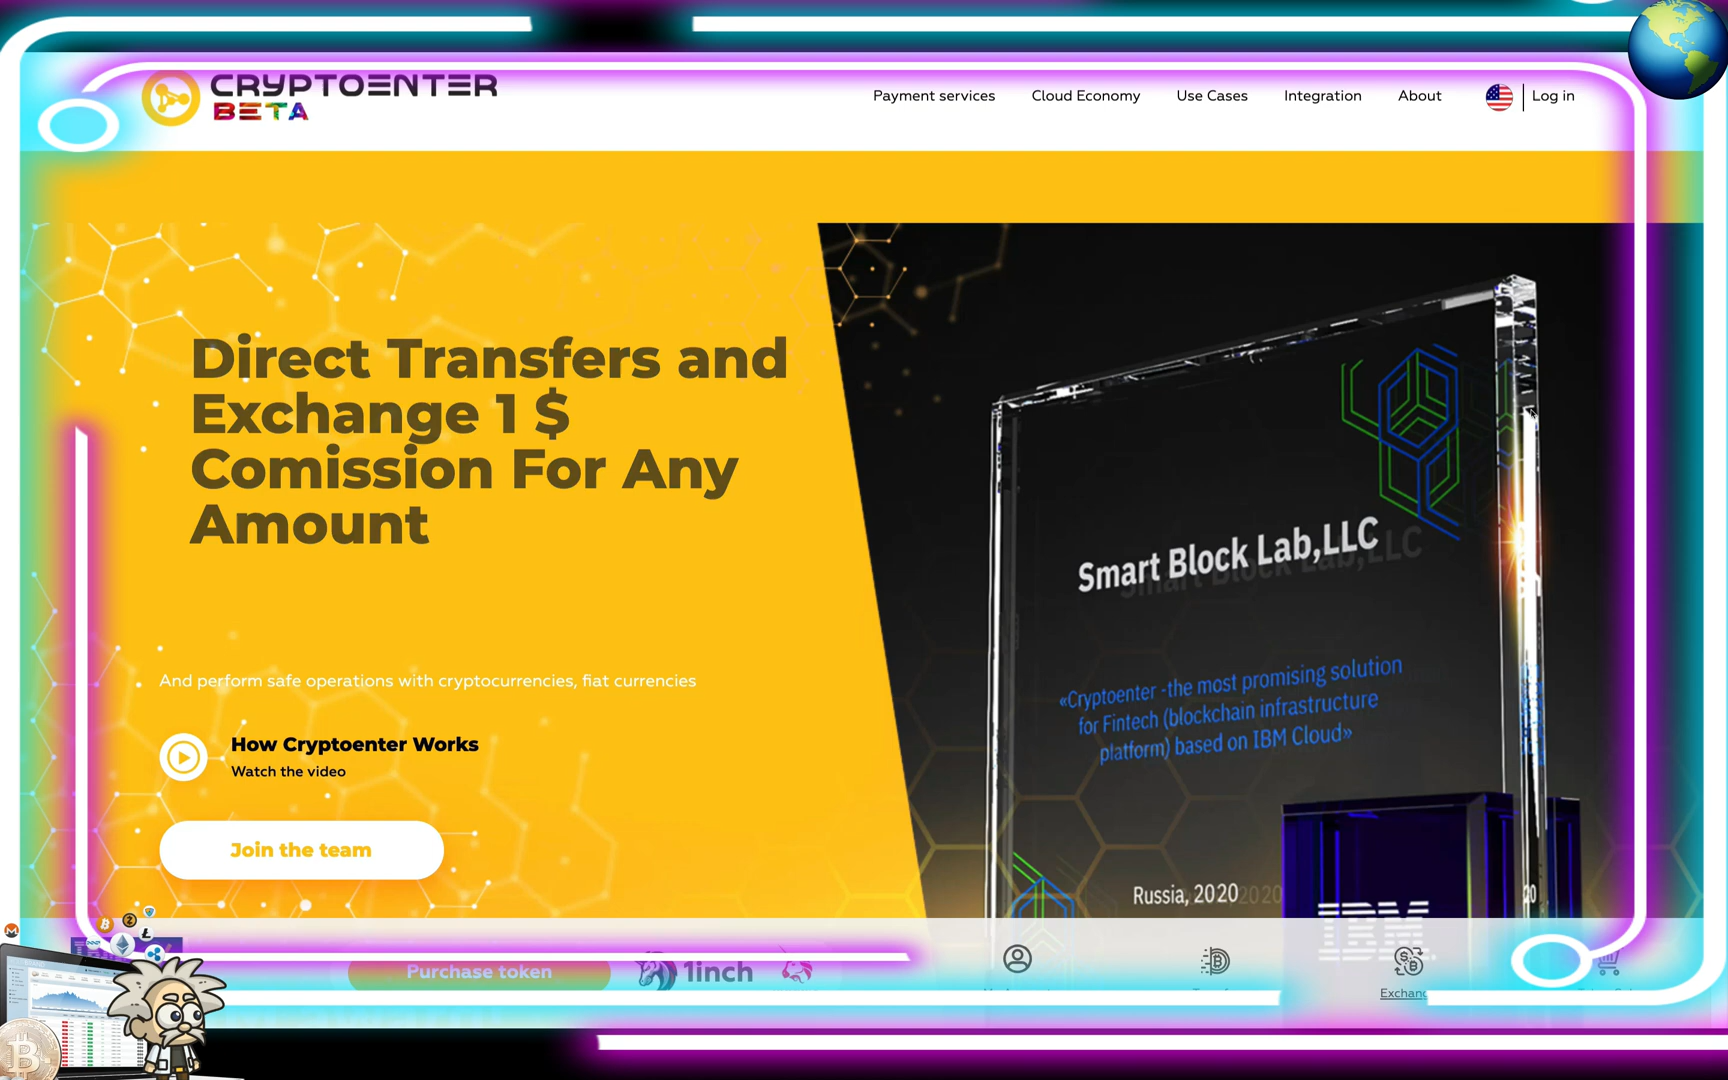 CRYPTOENTER
BETA
Payment services
Cloud Economy
Use Cases
Integration
About
Log in
Direct Transfers and
Exchange 1 $
Comission For Any
Amount
And perform safe operations with cryptocurrencies, fiat currencies
How Cryptoenter Works
Watch the video
Join the team
Smart Block Lab,LLC
«Cryptoenter -the most promising solution
for Fintech (blockchain infrastructure
platform) based on IBM Cloud»
Russia, 2020
IBM
Purchase token
1inch